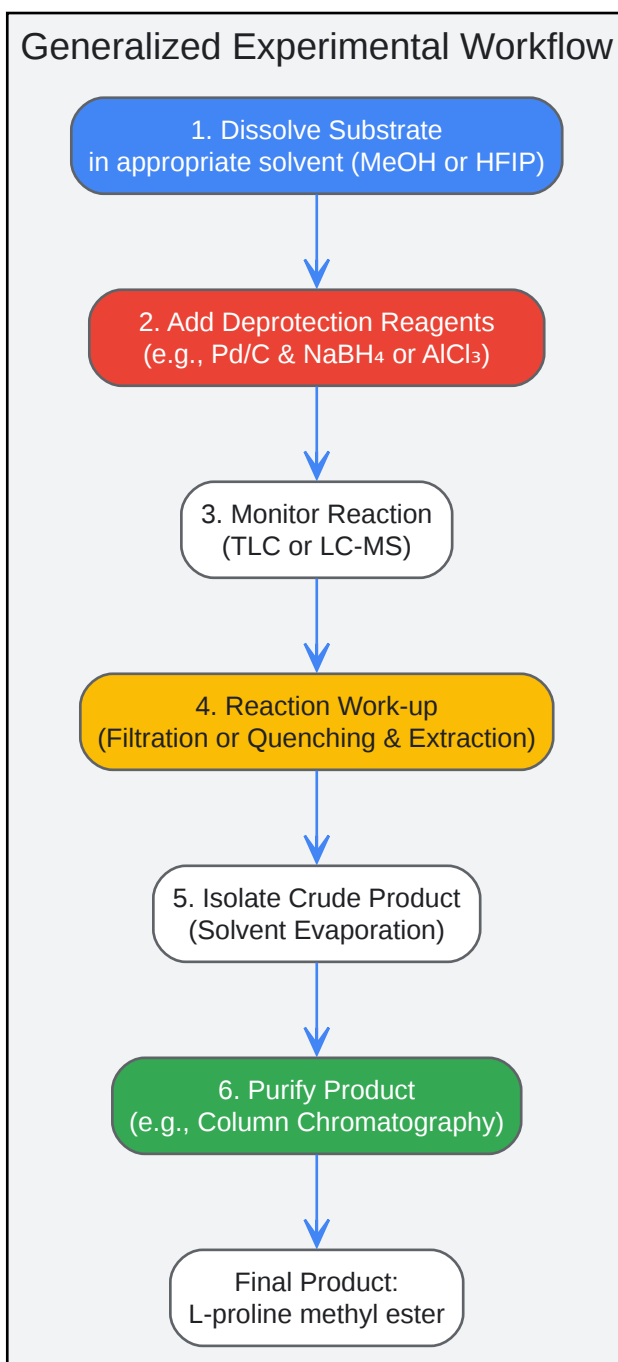 Generalized Experimental Workflow
1. Dissolve Substrate
in appropriate solvent (MeOH or HFIP)
2. Add Deprotection Reagents
(e.g., Pd/C & NaBH₄ or AlCl₃)
3. Monitor Reaction
(TLC or LC-MS)
4. Reaction Work-up
(Filtration or Quenching & Extraction)
5. Isolate Crude Product
(Solvent Evaporation)
6. Purify Product
(e.g., Column Chromatography)
Final Product:
L-proline methyl ester